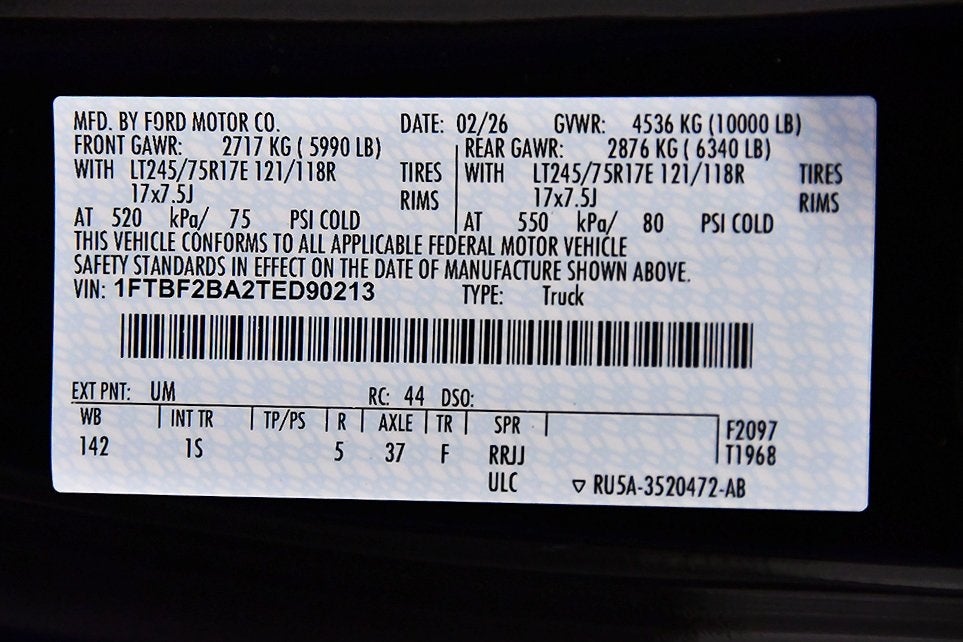 MFD. BY FORD MOTOR CO. DATE: 02/26 GVWR: 4536 KG (10000 LB)
FRONT GAWR: 2717 KG ( 5990 LB) REAR GAWR: 2876 KG ( 6340 LB)
WITH LT245/75R17E 121/118R TIRES WITH LT245/75R17E 121/118R TIRES
17x7.5J RIMS 17x7.5J RIMS
AT 520 kPa/ 75 PSI COLD AT 550 kPa/ 80 PSI COLD
THIS VEHICLE CONFORMS TO ALL APPLICABLE FEDERAL MOTOR VEHICLE
SAFETY STANDARDS IN EFFECT ON THE DATE OF MANUFACTURE SHOWN ABOVE.
VIN: 1FTBF2BA2TED90213 TYPE: Truck
EXT PNT: UM RC: 44 DSO:
WB INT TR TP/PS R AXLE TR SPR F2097
142 1S 5 37 F RRJJ T1968
ULC ▽ RU5A-3520472-AB